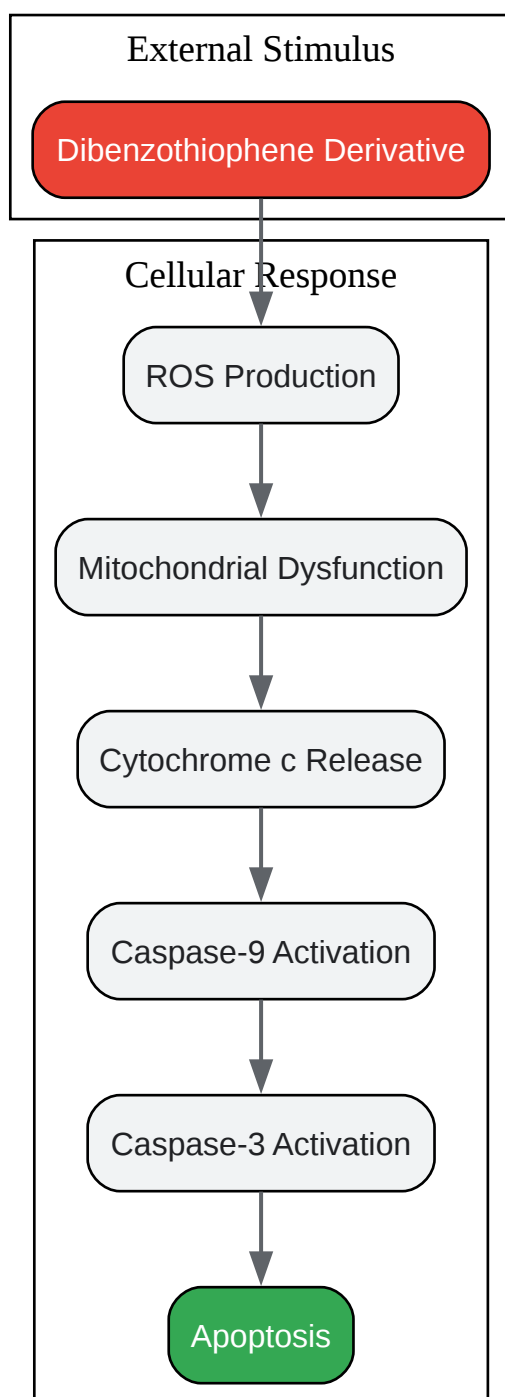 External Stimulus
Dibenzothiophene Derivative
Cellular Response
ROS Production
Mitochondrial Dysfunction
Cytochrome c Release
Caspase-9 Activation
Caspase-3 Activation
Apoptosis